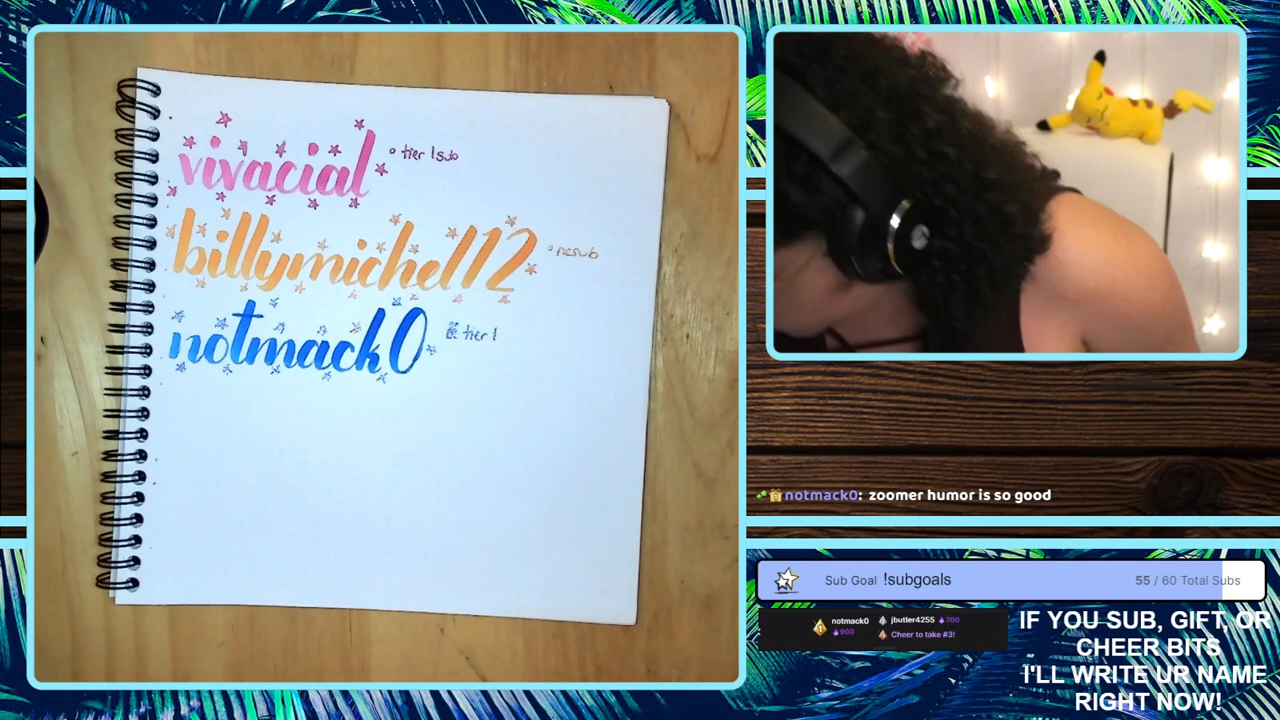 vivacial
° tier 1 sub
billymichel12
° resub
notmack0
tier 1
notmack0: zoomer humor is so good
Sub Goal !subgoals
55 / 60 Total Subs
1 notmack0 900
jbutler4255 700
Cheer to take #3!
IF YOU SUB, GIFT, OR
CHEER BITS
I'LL WRITE UR NAME
RIGHT NOW!